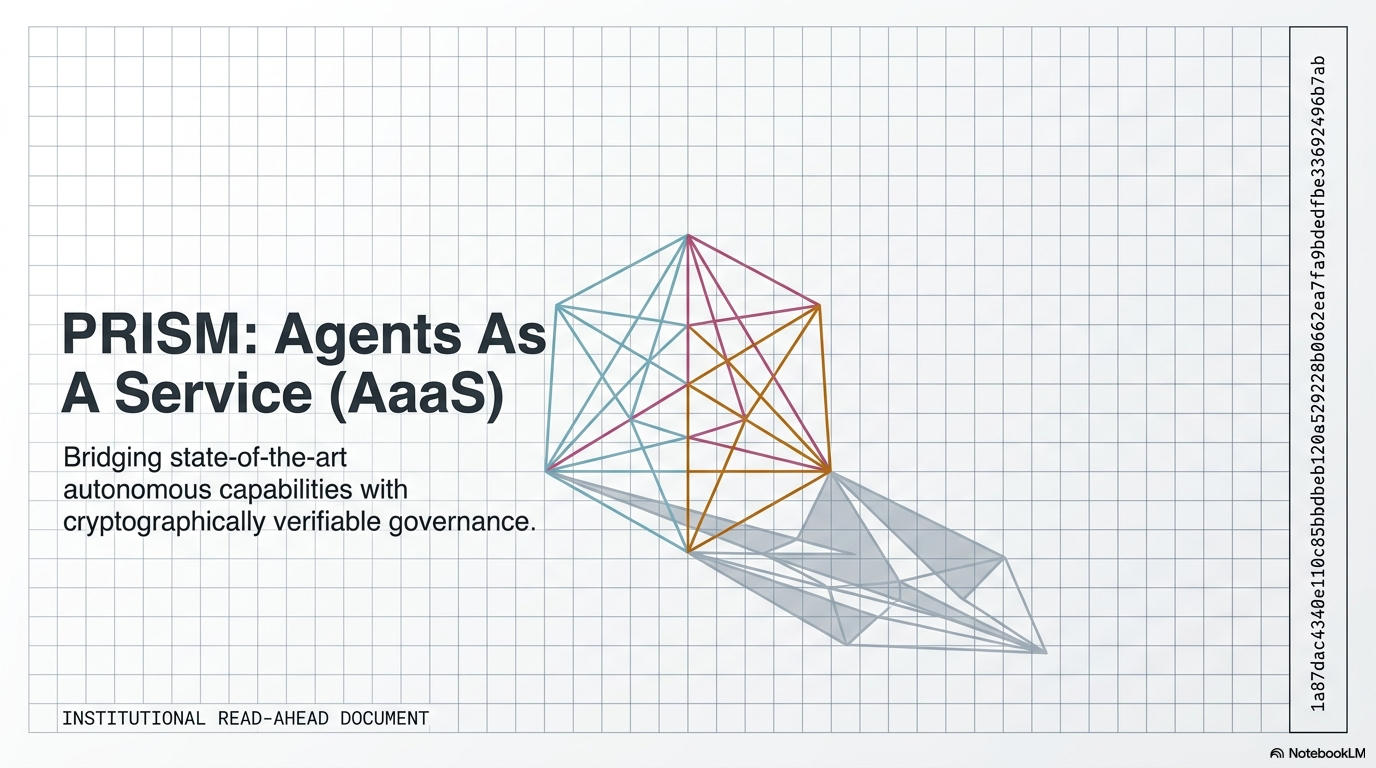 PRISM: Agents As
A Service (AaaS)
Bridging state-of-the-art
autonomous capabilities with
cryptographically verifiable governance.
INSTITUTIONAL READ-AHEAD DOCUMENT
1a87dac4340e110c85bbdbeb120a529228b0662ea7fa9bdedfbe33692496b7ab
NotebookLM